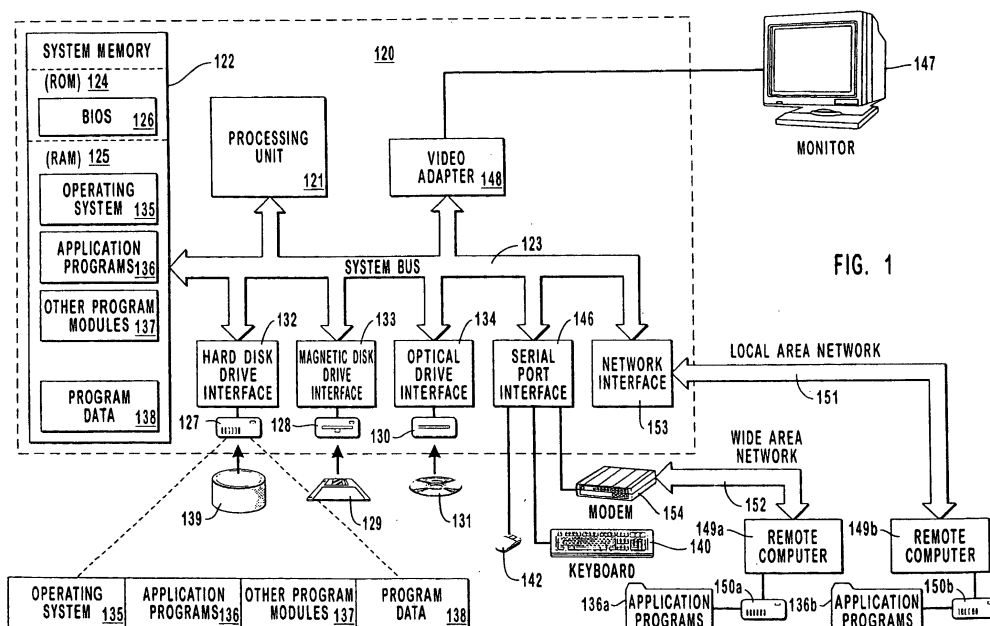 SYSTEM MEMORY
(ROM) 124
BIOS 126
(RAM) 125
OPERATING SYSTEM 135
APPLICATION PROGRAMS 136
OTHER PROGRAM MODULES 137
PROGRAM DATA 138
122
120
PROCESSING UNIT 121
VIDEO ADAPTER 148
147
MONITOR
123
SYSTEM BUS
FIG. 1
132
HARD DISK DRIVE INTERFACE
133
MAGNETIC DISK DRIVE INTERFACE
134
OPTICAL DRIVE INTERFACE
146
SERIAL PORT INTERFACE
NETWORK INTERFACE
153
LOCAL AREA NETWORK
151
127
128
130
139
129
131
WIDE AREA NETWORK
152
MODEM
154
142
KEYBOARD
140
149a
REMOTE COMPUTER
149b
REMOTE COMPUTER
150a
150b
136a
APPLICATION PROGRAMS
136b
APPLICATION PROGRAMS
OPERATING SYSTEM 135
APPLICATION PROGRAMS 136
OTHER PROGRAM MODULES 137
PROGRAM DATA 138